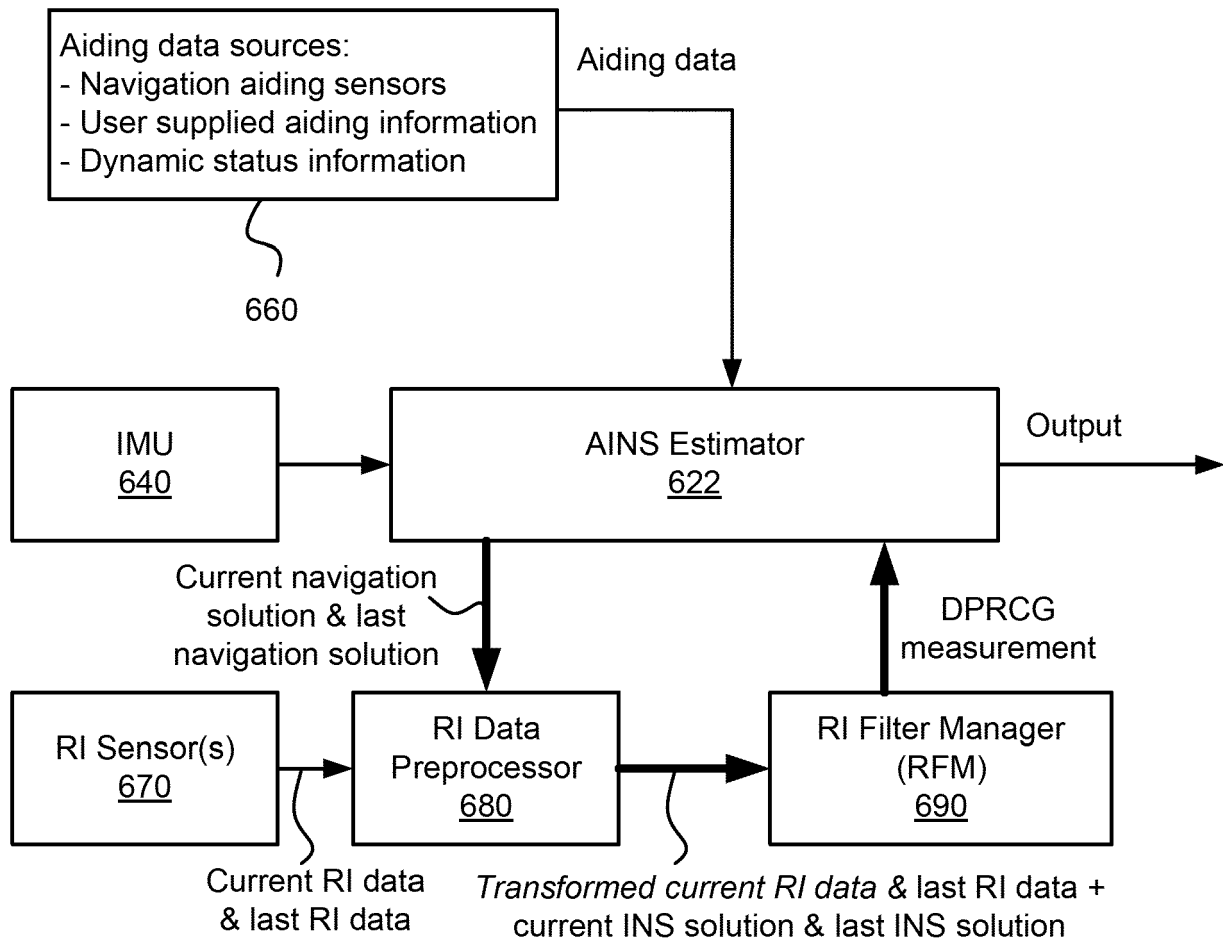 Aiding data sources:
- Navigation aiding sensors
- User supplied aiding information
- Dynamic status information
Aiding data
660
IMU
640
AINS Estimator
622
Output
Current navigation
solution & last
navigation solution
DPRCG
measurement
RI Sensor(s)
670
RI Data
Preprocessor
680
RI Filter Manager
(RFM)
690
Current RI data
& last RI data
Transformed current RI data & last RI data +
current INS solution & last INS solution